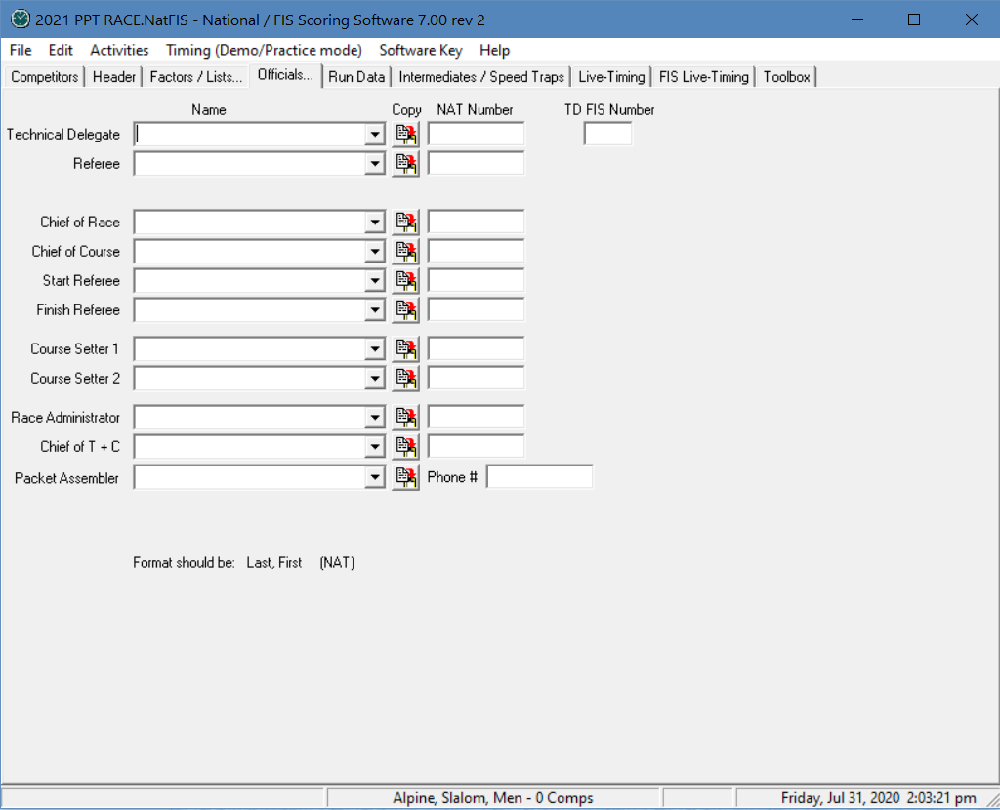 2021 PPT RACE.NatFIS - National / FIS Scoring Software 7.00 rev 2
File Edit Activities Timing (Demo/Practice mode) Software Key Help
Competitors Header Factors / Lists... Officials... Run Data Intermediates / Speed Traps Live-Timing FIS Live-Timing Toolbox
Name Copy NAT Number TD FIS Number
Technical Delegate
Referee
Chief of Race
Chief of Course
Start Referee
Finish Referee
Course Setter 1
Course Setter 2
Race Administrator
Chief of T + C
Packet Assembler Phone #
Format should be: Last, First (NAT)
Alpine, Slalom, Men - 0 Comps Friday, Jul 31, 2020 2:03:21 pm